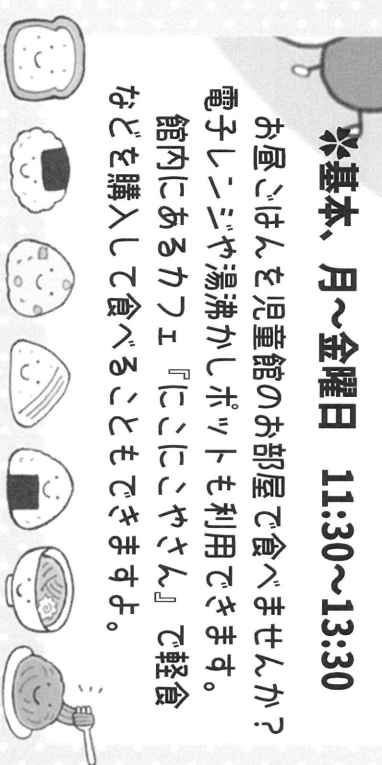 ✽基本、月～金曜日　11:30～13:30
お昼ごはんを児童館のお部屋で食べませんか？
電子レンジや湯沸かしポットも利用できます。
館内にあるカフェ『にこにこやさん』で軽食
などを購入して食べることもできますよ。